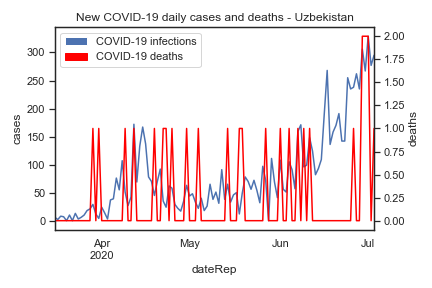 New COVID-19 daily cases and deaths - Uzbekistan
COVID-19 infections
COVID-19 deaths
cases
300
250
200
150
100
50
0
2.00
1.75
1.50
1.25
1.00
0.75
0.50
0.25
0.00
deaths
Apr
2020
May
Jun
Jul
dateRep